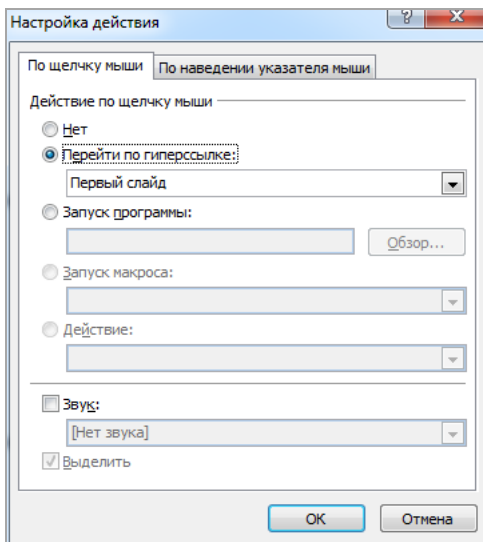 Настройка действия
По щелчку мыши По наведении указателя мыши
Действие по щелчку мыши
Нет
Перейти по гиперссылке:
Первый слайд
Запуск программы:
Обзор...
Запуск макроса:
Действие:
Звук:
[Нет звука]
Выделить
ОК Отмена